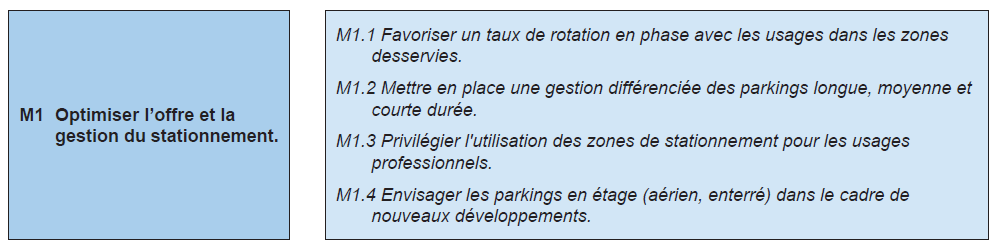 M1 Optimiser l’offre et la
gestion du stationnement.
M1.1 Favoriser un taux de rotation en phase avec les usages dans les zones
desservies.
M1.2 Mettre en place une gestion différenciée des parkings longue, moyenne et
courte durée.
M1.3 Privilégier l'utilisation des zones de stationnement pour les usages
professionnels.
M1.4 Envisager les parkings en étage (aérien, enterré) dans le cadre de
nouveaux développements.